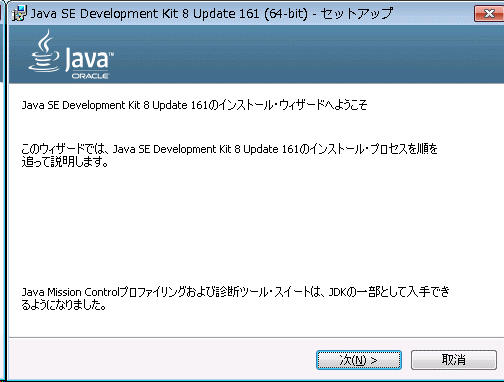 Java SE Development Kit 8 Update 161 (64-bit) - セットアップ
Java™
ORACLE
Java SE Development Kit 8 Update 161のインストール・ウィザードへようこそ
このウィザードでは、Java SE Development Kit 8 Update 161のインストール・プロセスを順を
追って説明します。
Java Mission Controlプロファイリングおよび診断ツール・スイートは、JDKの一部として入手でき
るようになりました。
次(N) >
取消